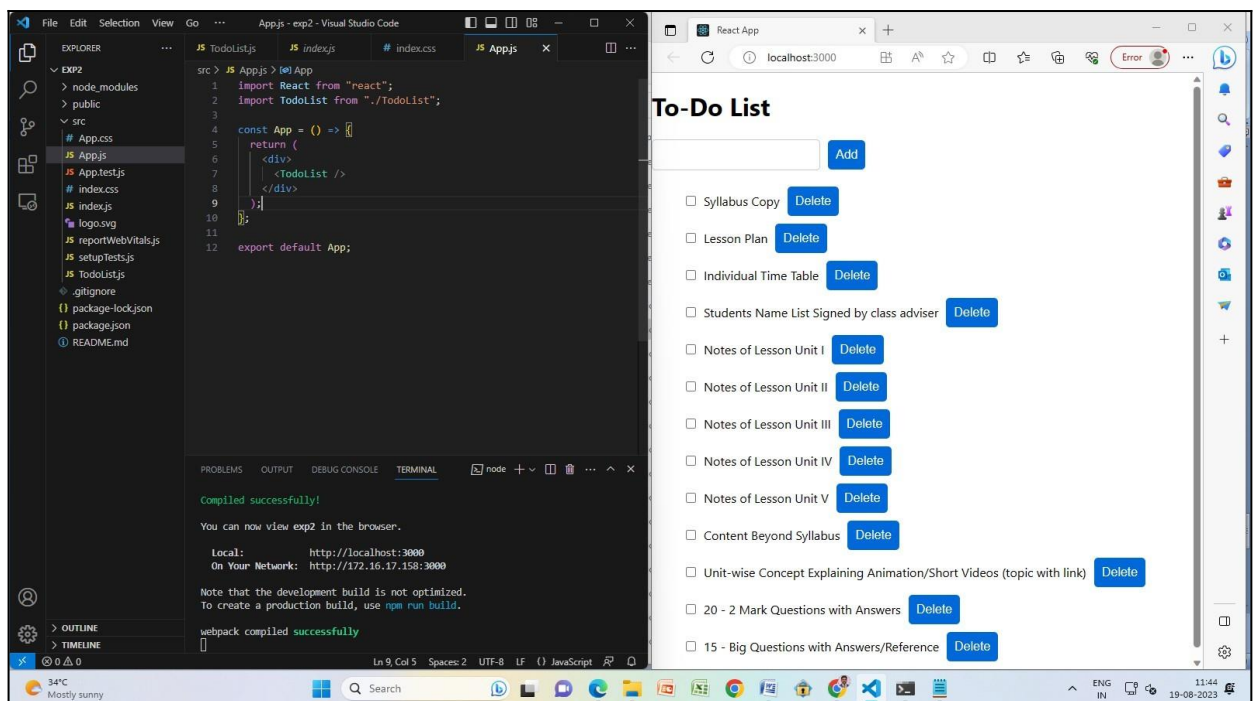 File Edit Selection View Go ··· App.js - exp2 - Visual Studio Code
EXPLORER ···
EXP2
node_modules
public
src
# App.css
JS App.js
JS App.test.js
# index.css
JS index.js
logo.svg
JS reportWebVitals.js
JS setupTests.js
JS TodoList.js
.gitignore
{} package-lock.json
{} package.json
README.md
OUTLINE
TIMELINE
JS TodoList.js JS index.js # index.css JS App.js
src > JS App.js > App
1 import React from "react";
2 import TodoList from "./TodoList";
3
4 const App = () => {
5 return (
6 <div>
7 <TodoList />
8 </div>
9 );
10 };
11
12 export default App;
PROBLEMS OUTPUT DEBUG CONSOLE TERMINAL node
Compiled successfully!
You can now view exp2 in the browser.
Local: http://localhost:3000
On Your Network: http://172.16.17.158:3000
Note that the development build is not optimized.
To create a production build, use npm run build.
webpack compiled successfully
0 0 Ln 9, Col 5 Spaces: 2 UTF-8 LF {} JavaScript
React App
localhost:3000 Error
To-Do List
Add
Syllabus Copy Delete
Lesson Plan Delete
Individual Time Table Delete
Students Name List Signed by class adviser Delete
Notes of Lesson Unit I Delete
Notes of Lesson Unit II Delete
Notes of Lesson Unit III Delete
Notes of Lesson Unit IV Delete
Notes of Lesson Unit V Delete
Content Beyond Syllabus Delete
Unit-wise Concept Explaining Animation/Short Videos (topic with link) Delete
20 - 2 Mark Questions with Answers Delete
15 - Big Questions with Answers/Reference Delete
34°C
Mostly sunny
Search
ENG
IN
11:44
19-08-2023